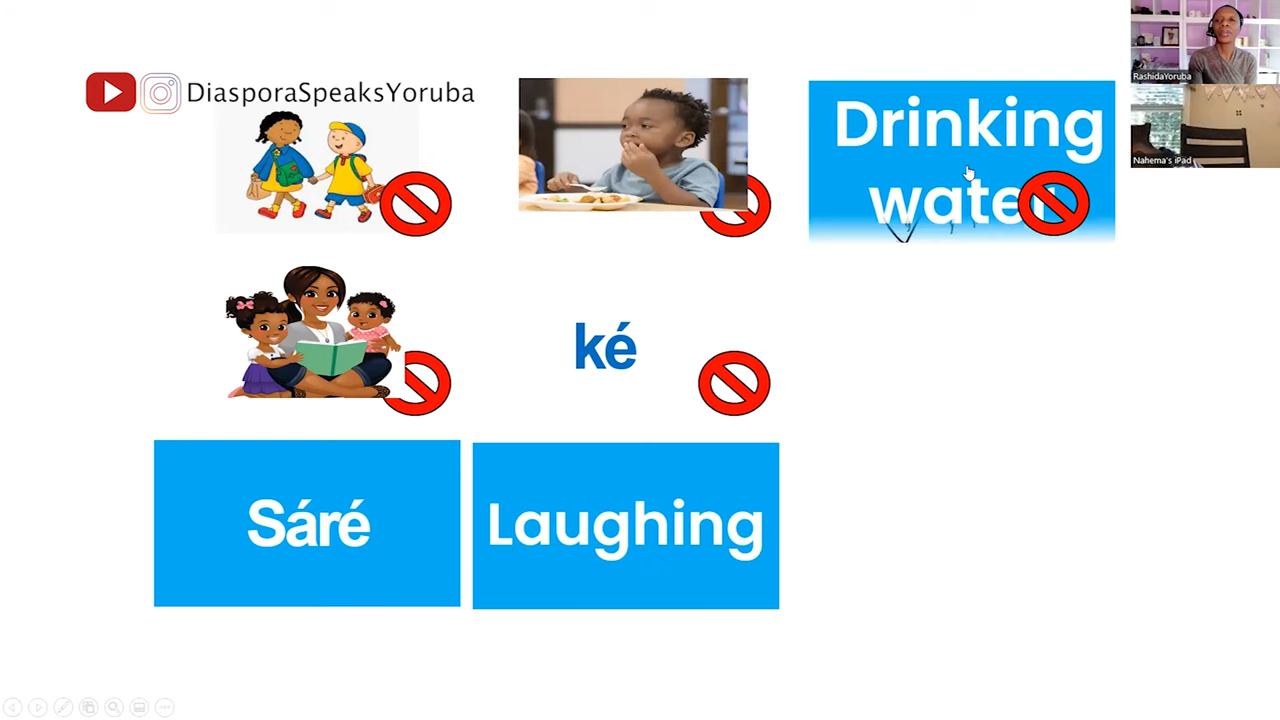 DiasporaSpeaksYoruba
Drinking
water
ké
Sáré
Laughing
RashidaYoruba
Nahema's iPad